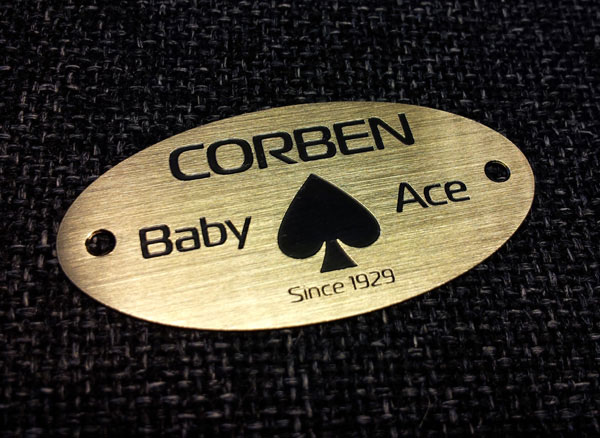 CORBEN
Baby Ace
Since 1929